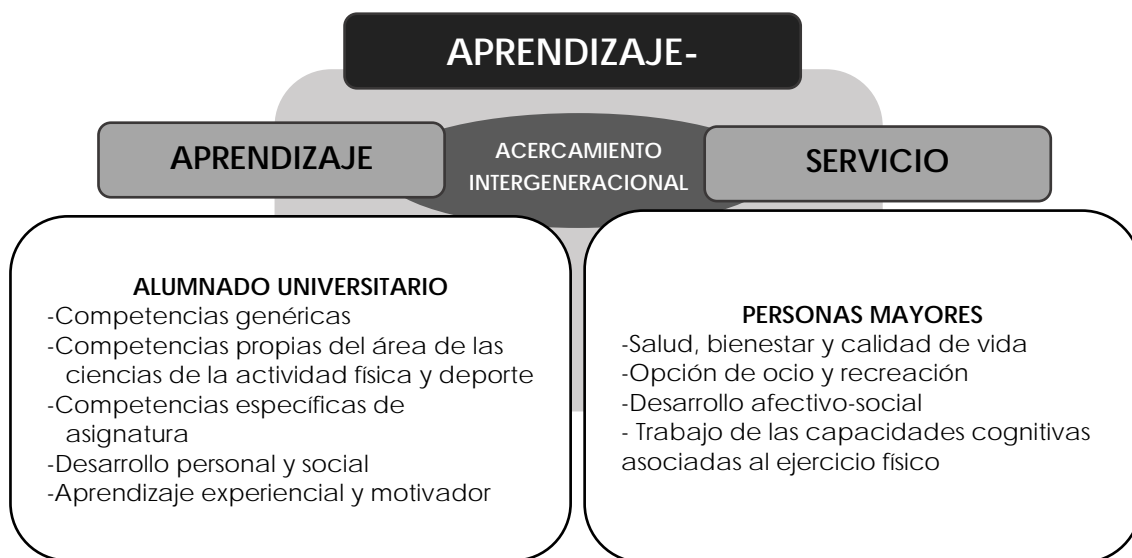 APRENDIZAJE-
APRENDIZAJE
ACERCAMIENTO
INTERGENERACIONAL
SERVICIO
ALUMNADO UNIVERSITARIO
-Competencias genéricas
-Competencias propias del área de las
ciencias de la actividad física y deporte
-Competencias específicas de
asignatura
-Desarrollo personal y social
-Aprendizaje experiencial y motivador
PERSONAS MAYORES
-Salud, bienestar y calidad de vida
-Opción de ocio y recreación
-Desarrollo afectivo-social
- Trabajo de las capacidades cognitivas
asociadas al ejercicio físico